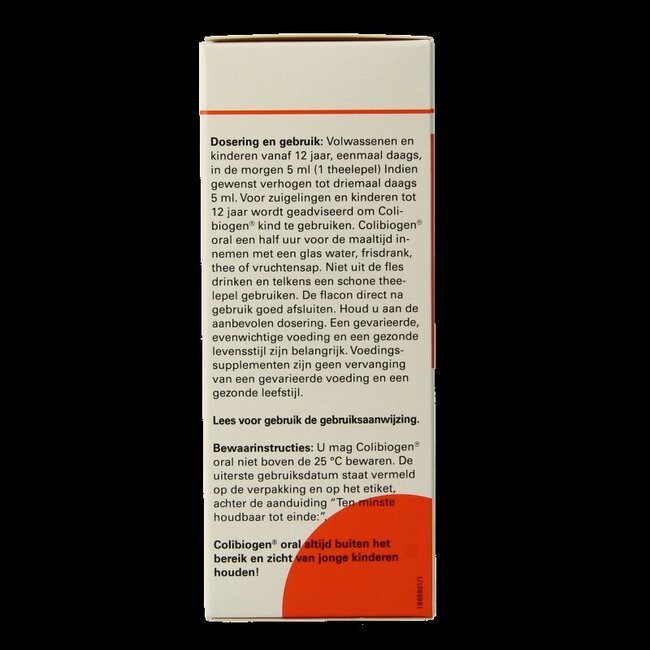 Dosering en gebruik: Volwassenen en
kinderen vanaf 12 jaar, eenmaal daags,
in de morgen 5 ml (1 theelepel) Indien
gewenst verhogen tot driemaal daags
5 ml. Voor zuigelingen en kinderen tot
12 jaar wordt geadviseerd om Coli-
biogen® kind te gebruiken. Colibiogen®
oral een half uur voor de maaltijd in-
nemen met een glas water, frisdrank,
thee of vruchtensap. Niet uit de fles
drinken en telkens een schone thee-
lepel gebruiken. De flacon direct na
gebruik goed afsluiten. Houd u aan de
aanbevolen dosering. Een gevarieerde,
evenwichtige voeding en een gezonde
levensstijl zijn belangrijk. Voedings-
supplementen zijn geen vervanging
van een gevarieerde voeding en een
gezonde leefstijl.
Lees voor gebruik de gebruiksaanwijzing.
Bewaarinstructies: U mag Colibiogen®
oral niet boven de 25 °C bewaren. De
uiterste gebruiksdatum staat vermeld
op de verpakking en op het etiket,
achter de aanduiding “Ten minste
houdbaar tot einde:”.
Colibiogen® oral altijd buiten het
bereik en zicht van jonge kinderen
houden!
1886801/1